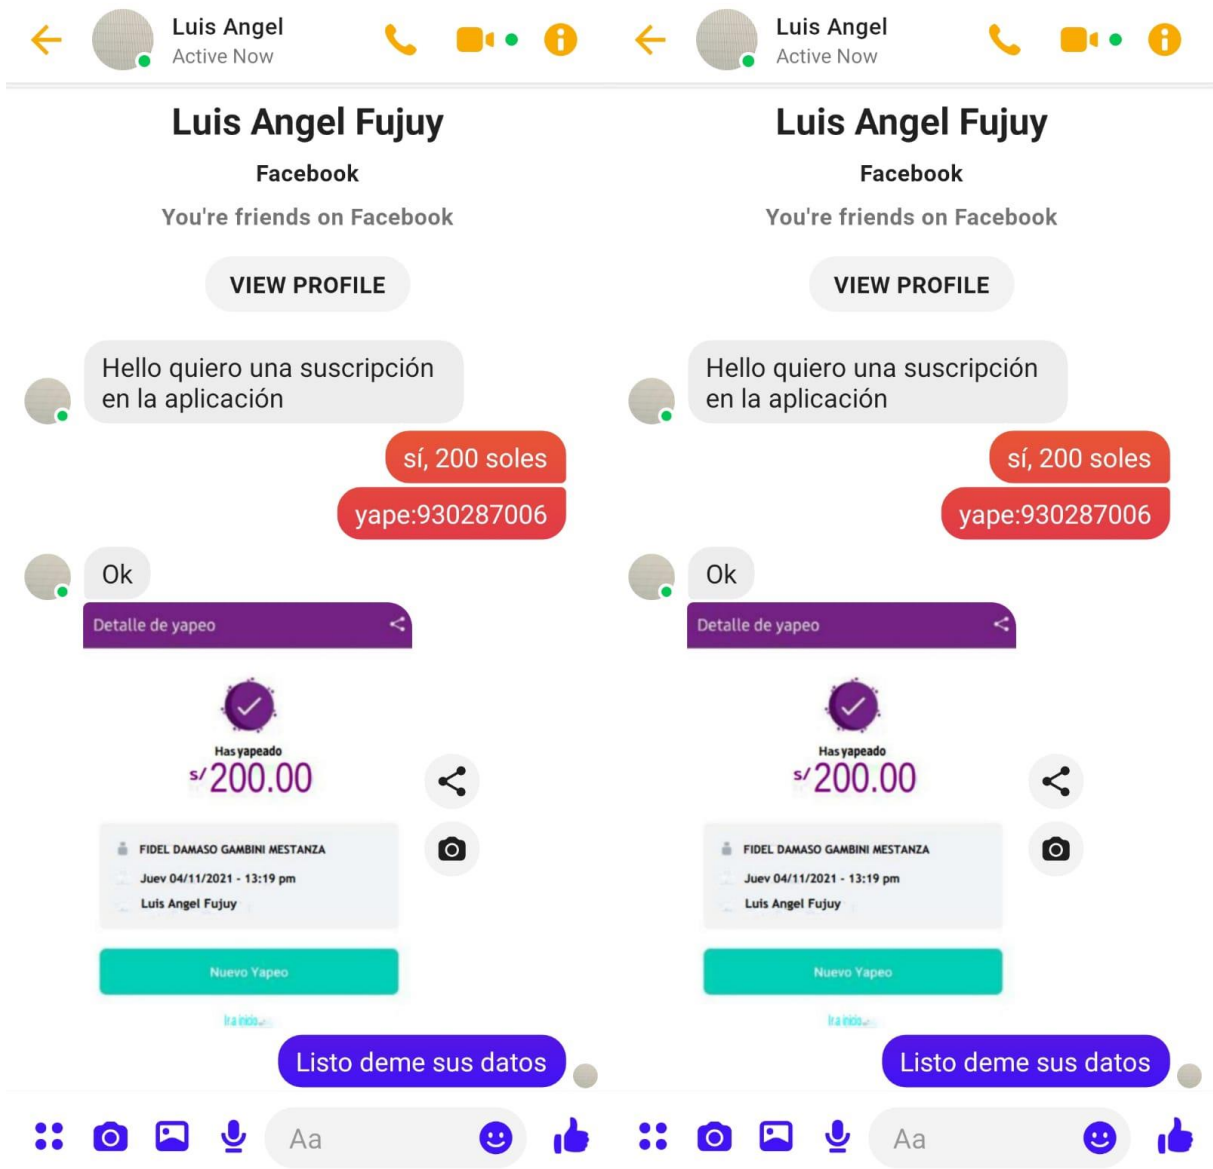 Luis Angel
Active Now
Luis Angel Fujuy
Facebook
You're friends on Facebook
VIEW PROFILE
Hello quiero una suscripción
en la aplicación
sí, 200 soles
yape:930287006
Ok
Detalle de yapeo
Has yapeado
s/200.00
FIDEL DAMASO GAMBINI MESTANZA
Juev 04/11/2021 - 13:19 pm
Luis Angel Fujuy
Nuevo Yapeo
Ir a inicio
Listo deme sus datos
Aa
Luis Angel
Active Now
Luis Angel Fujuy
Facebook
You're friends on Facebook
VIEW PROFILE
Hello quiero una suscripción
en la aplicación
sí, 200 soles
yape:930287006
Ok
Detalle de yapeo
Has yapeado
s/200.00
FIDEL DAMASO GAMBINI MESTANZA
Juev 04/11/2021 - 13:19 pm
Luis Angel Fujuy
Nuevo Yapeo
Ir a inicio
Listo deme sus datos
Aa